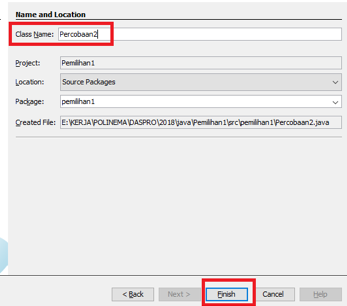 Name and Location
Class Name: Percobaan2
Project: Pemilihan1
Location: Source Packages
Package: pemilihan1
Created File: E:\KERJA\POLINEMA\DASPRO\2018\java\Pemilihan1\src\pemilihan1\Percobaan2.java
< Back Next > Finish Cancel Help